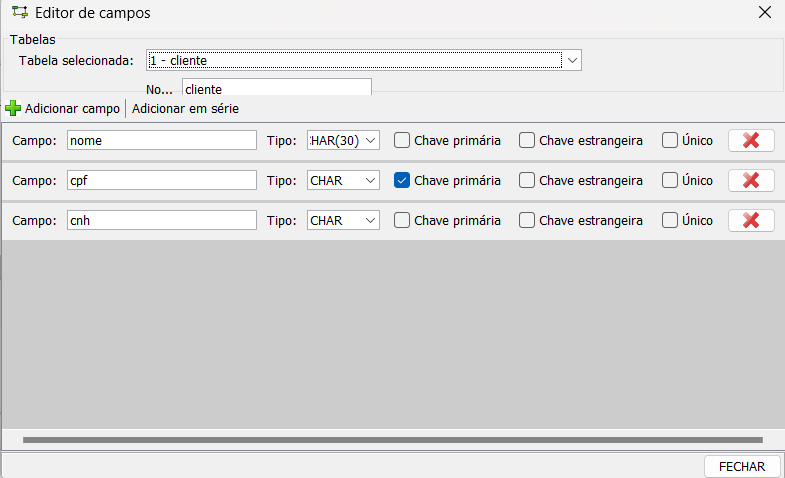 Editor de campos
Tabelas
Tabela selecionada: 1 - cliente
No... cliente
Adicionar campo Adicionar em série
Campo: nome Tipo: HAR(30) Chave primária Chave estrangeira Único
Campo: cpf Tipo: CHAR Chave primária Chave estrangeira Único
Campo: cnh Tipo: CHAR Chave primária Chave estrangeira Único
FECHAR